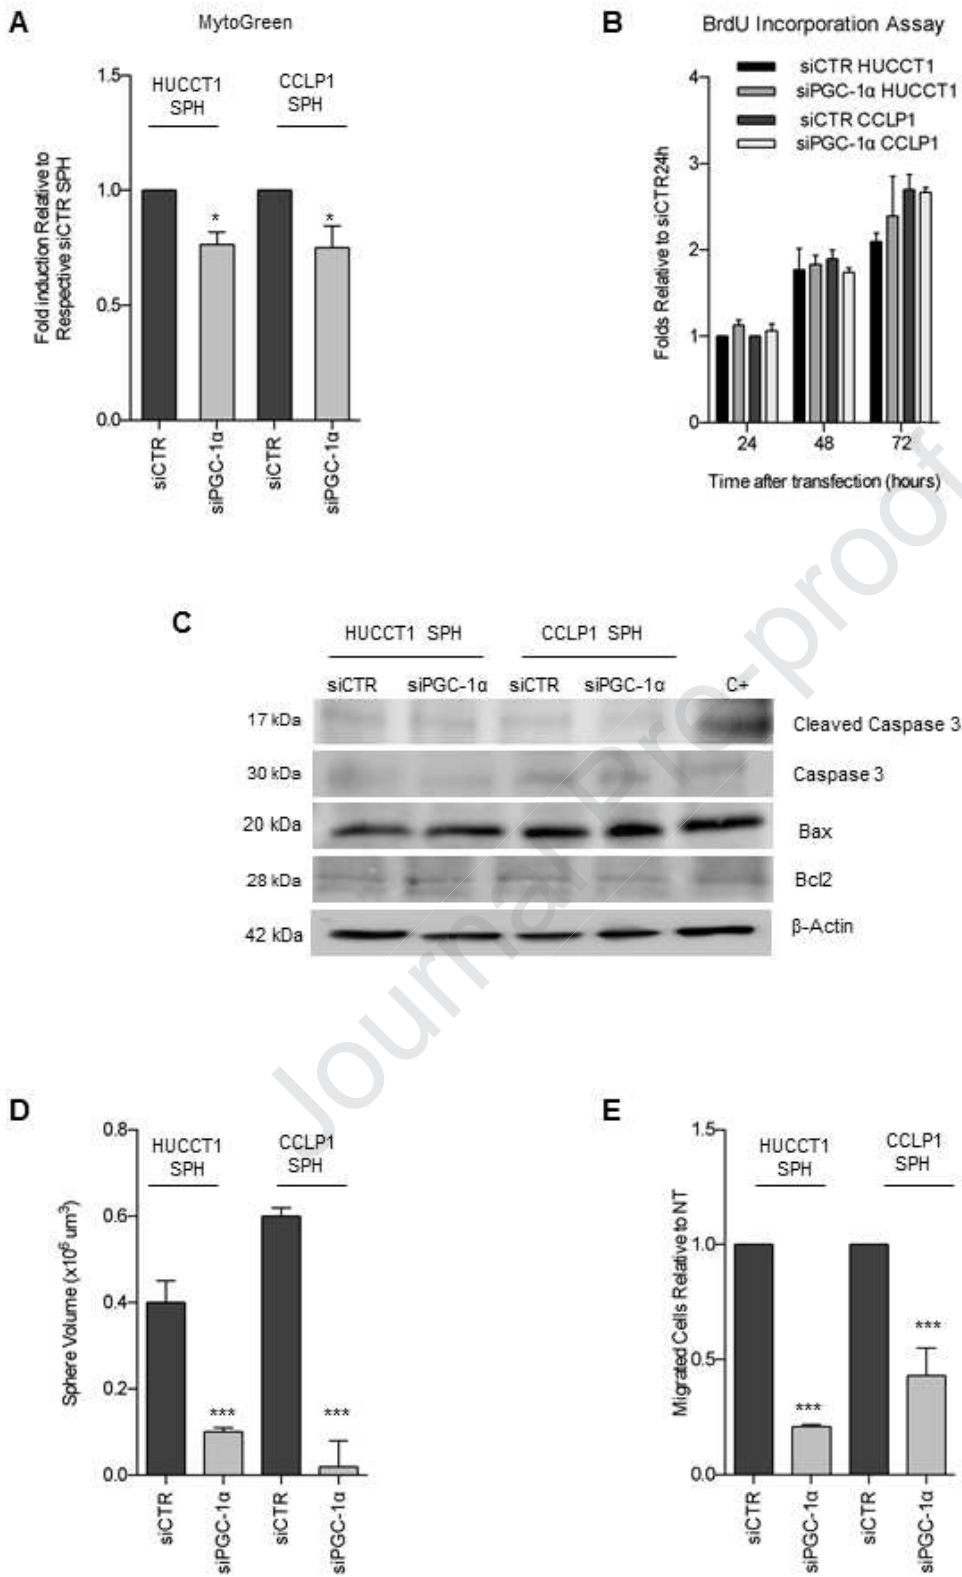 A
MytoGreen
Fold induction Relative to
Respective siCTR SPH
1.5
1.0
0.5
0.0
HUCCT1
SPH
CCLP1
SPH
*
*
siCTR
siPGC-1α
siCTR
siPGC-1α
B
BrdU Incorporation Assay
siCTR HUCCT1
siPGC-1α HUCCT1
siCTR CCLP1
siPGC-1α CCLP1
Folds Relative to siCTR24h
4
3
2
1
0
24
48
72
Time after transfection (hours)
C
HUCCT1 SPH
CCLP1 SPH
siCTR
siPGC-1α
siCTR
siPGC-1α
C+
17 kDa
Cleaved Caspase 3
30 kDa
Caspase 3
20 kDa
Bax
28 kDa
Bcl2
42 kDa
β-Actin
D
Sphere Volume (x10⁶ um³)
0.8
0.6
0.4
0.2
0.0
HUCCT1
SPH
CCLP1
SPH
***
***
siCTR
siPGC-1α
siCTR
siPGC-1α
E
Migrated Cells Relative to NT
1.5
1.0
0.5
0.0
HUCCT1
SPH
CCLP1
SPH
***
***
siCTR
siPGC-1α
siCTR
siPGC-1α
Journal Pre-proof